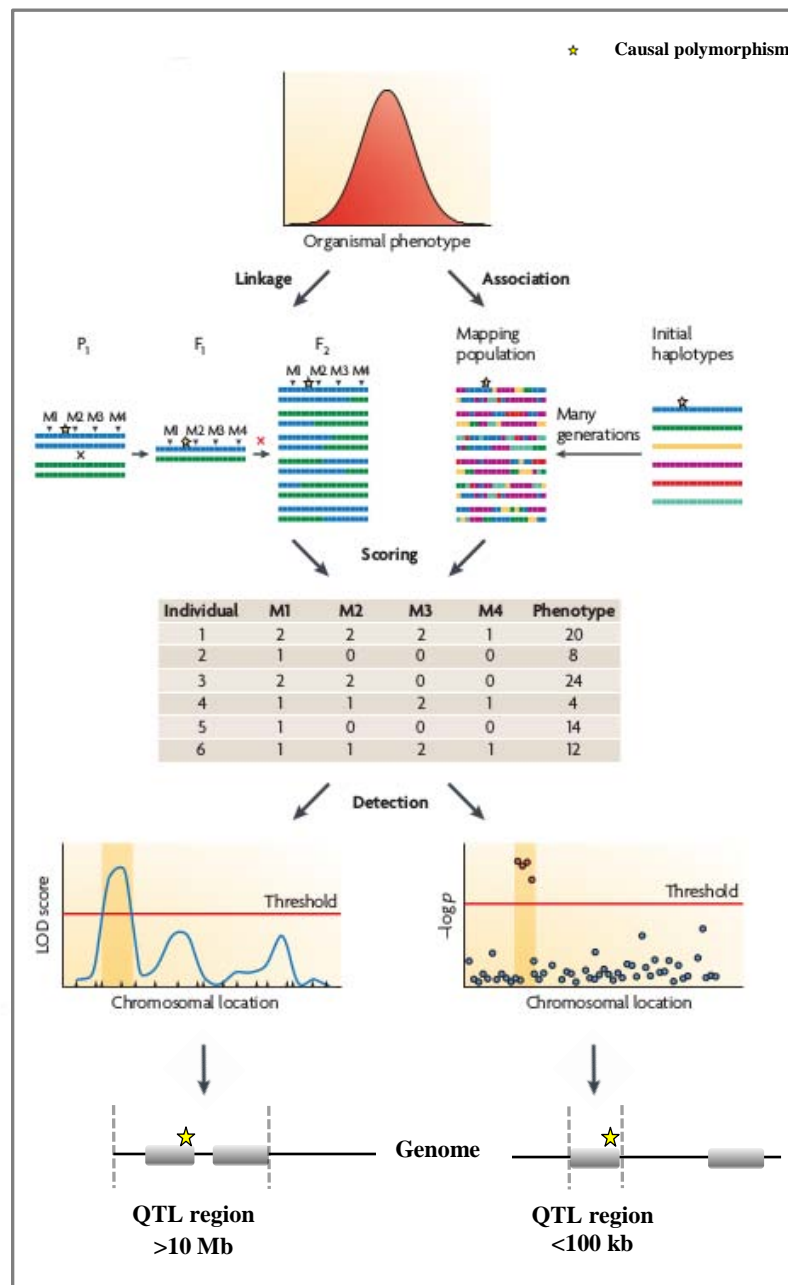 Causal polymorphism
Organismal phenotype
Linkage
Association
P1
F1
F2
Mapping population
Initial haplotypes
M1 M2 M3 M4
M1 M2 M3 M4
M1 M2 M3 M4
×
×
Many generations
Scoring
Individual M1 M2 M3 M4 Phenotype
1 2 2 2 1 20
2 1 0 0 0 8
3 2 2 0 0 24
4 1 1 2 1 4
5 1 0 0 0 14
6 1 1 2 1 12
Detection
LOD score
Threshold
Chromosomal location
–log p
Threshold
Chromosomal location
Genome
QTL region
>10 Mb
QTL region
<100 kb